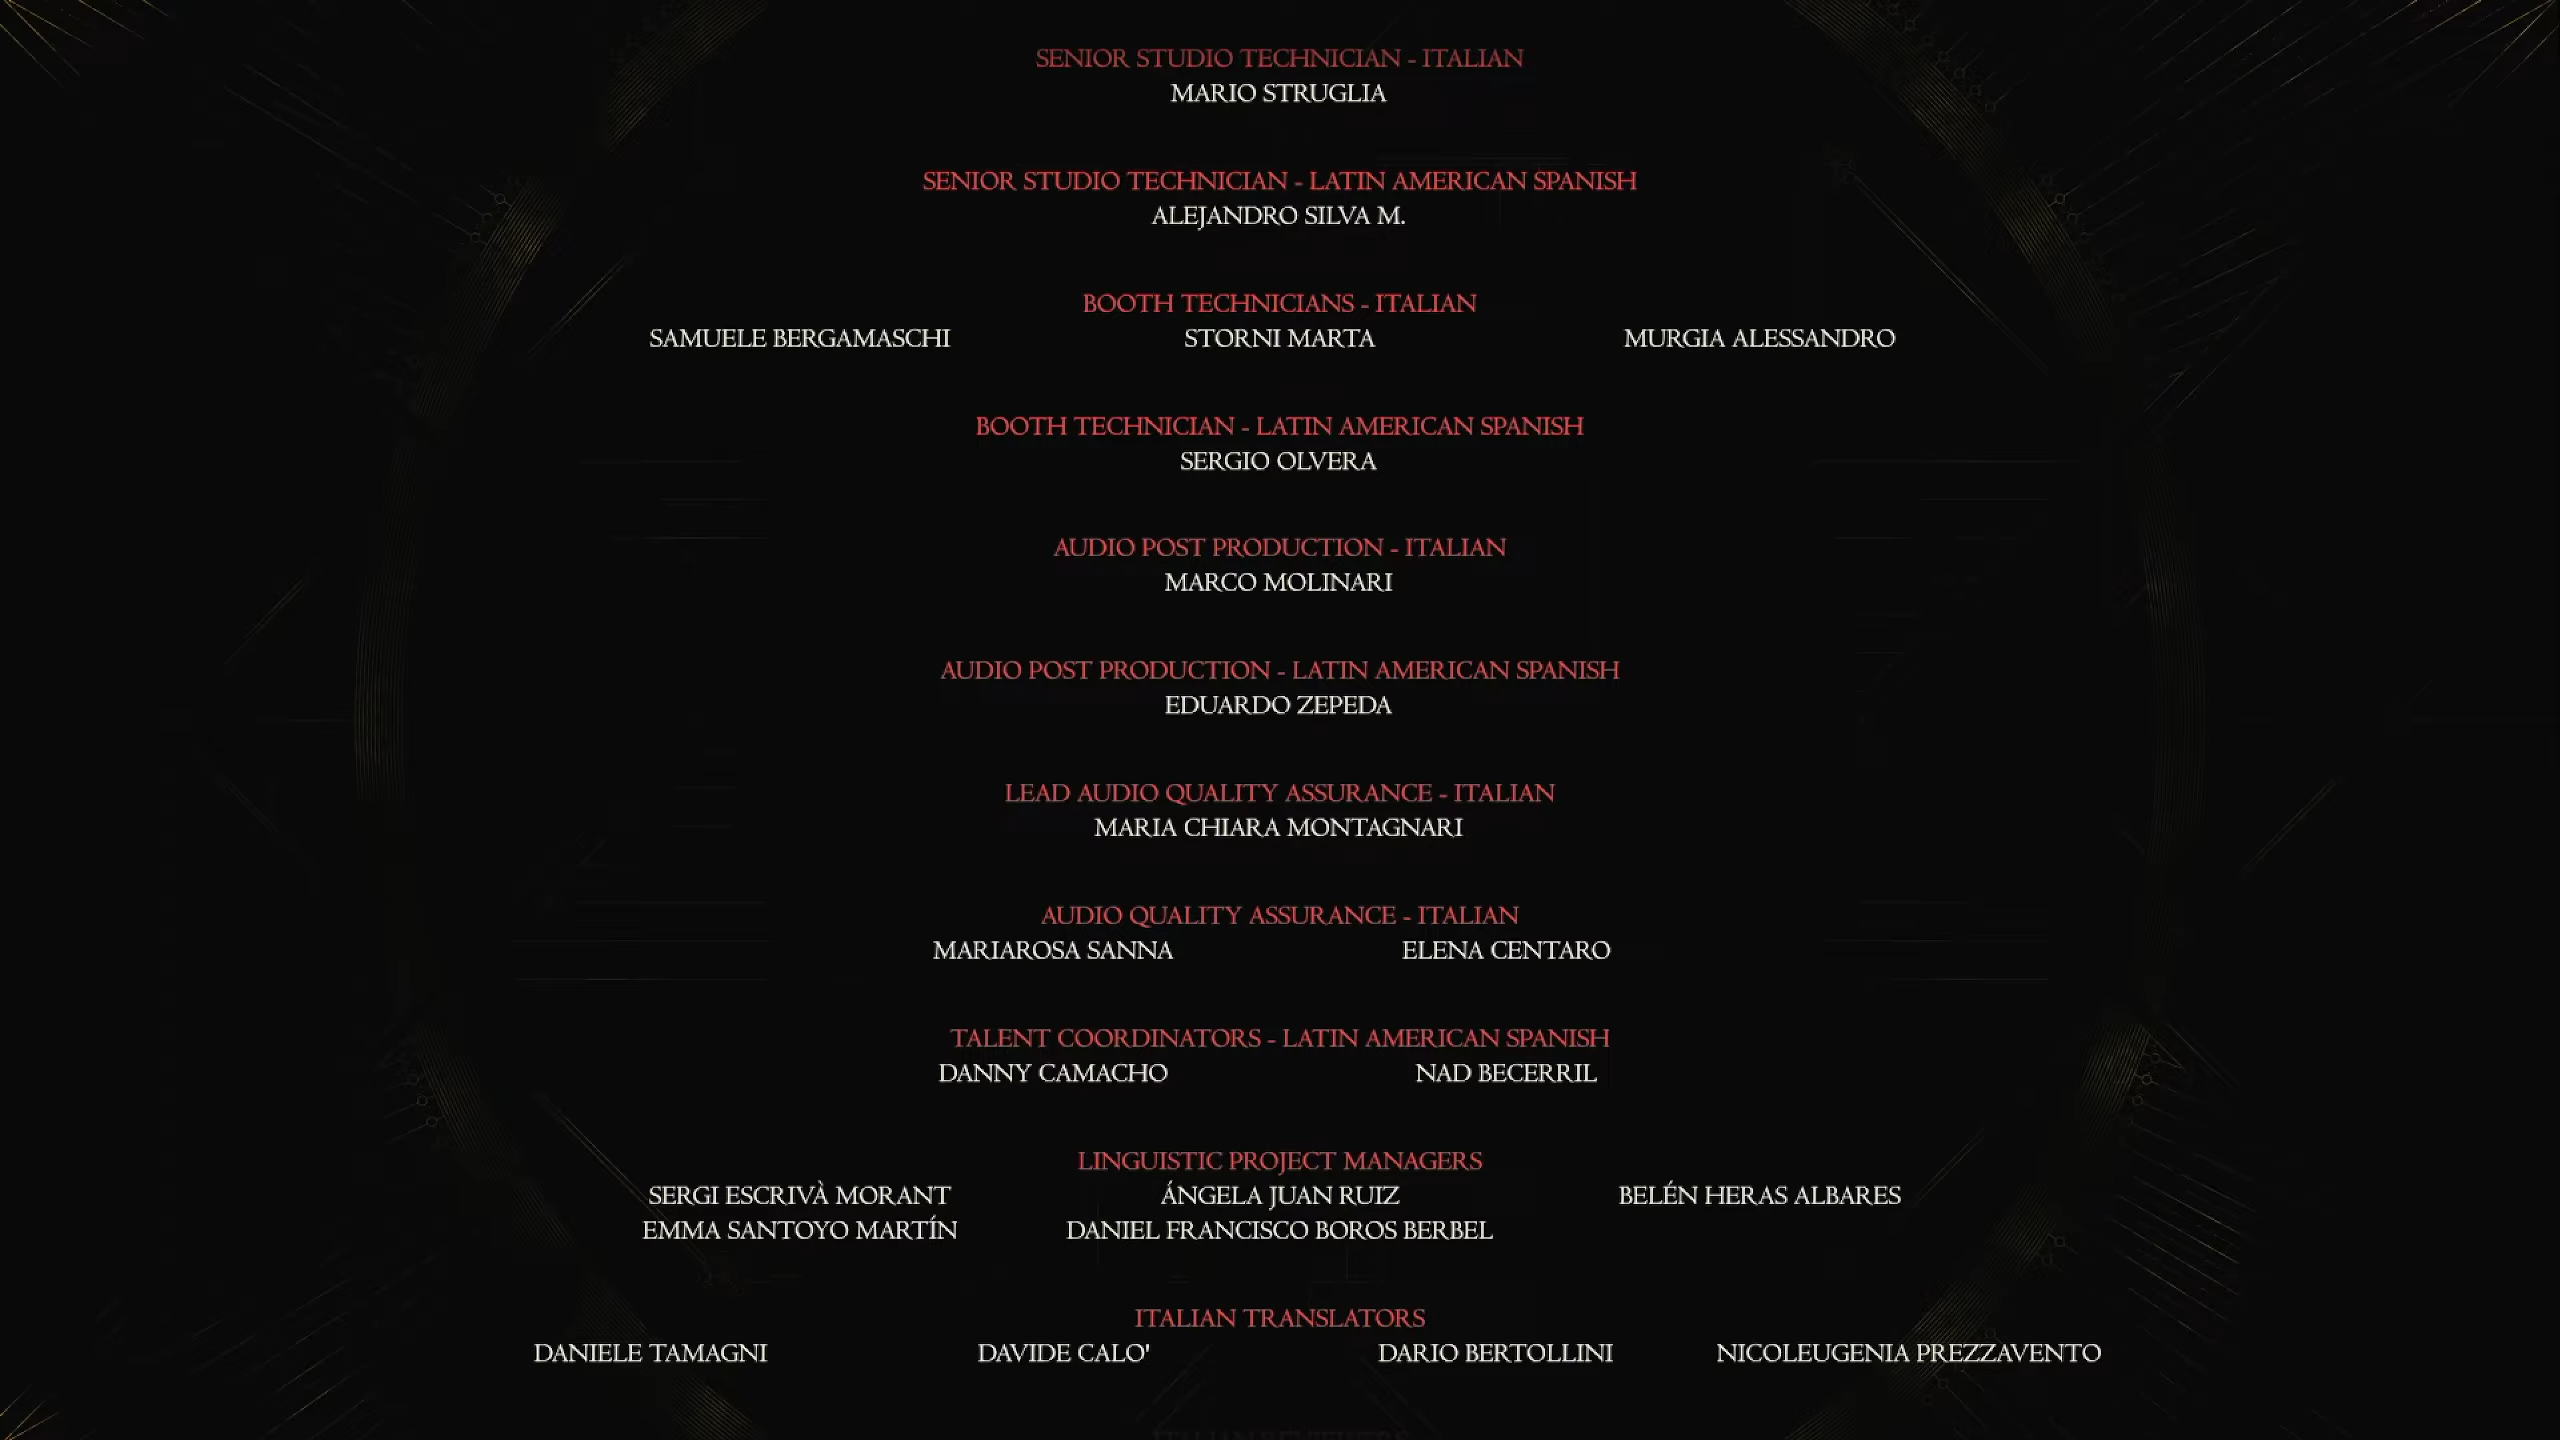 SENIOR STUDIO TECHNICIAN - ITALIAN
MARIO STRUGLIA
SENIOR STUDIO TECHNICIAN - LATIN AMERICAN SPANISH
ALEJANDRO SILVA M.
BOOTH TECHNICIANS - ITALIAN
SAMUELE BERGAMASCHI STORNI MARTA MURGIA ALESSANDRO
BOOTH TECHNICIAN - LATIN AMERICAN SPANISH
SERGIO OLVERA
AUDIO POST PRODUCTION - ITALIAN
MARCO MOLINARI
AUDIO POST PRODUCTION - LATIN AMERICAN SPANISH
EDUARDO ZEPEDA
LEAD AUDIO QUALITY ASSURANCE - ITALIAN
MARIA CHIARA MONTAGNARI
AUDIO QUALITY ASSURANCE - ITALIAN
MARIAROSA SANNA ELENA CENTARO
TALENT COORDINATORS - LATIN AMERICAN SPANISH
DANNY CAMACHO NAD BECERRIL
LINGUISTIC PROJECT MANAGERS
SERGI ESCRIVÀ MORANT ÁNGELA JUAN RUIZ BELÉN HERAS ALBARES
EMMA SANTOYO MARTÍN DANIEL FRANCISCO BOROS BERBEL
ITALIAN TRANSLATORS
DANIELE TAMAGNI DAVIDE CALO' DARIO BERTOLLINI NICOLEUGENIA PREZZAVENTO